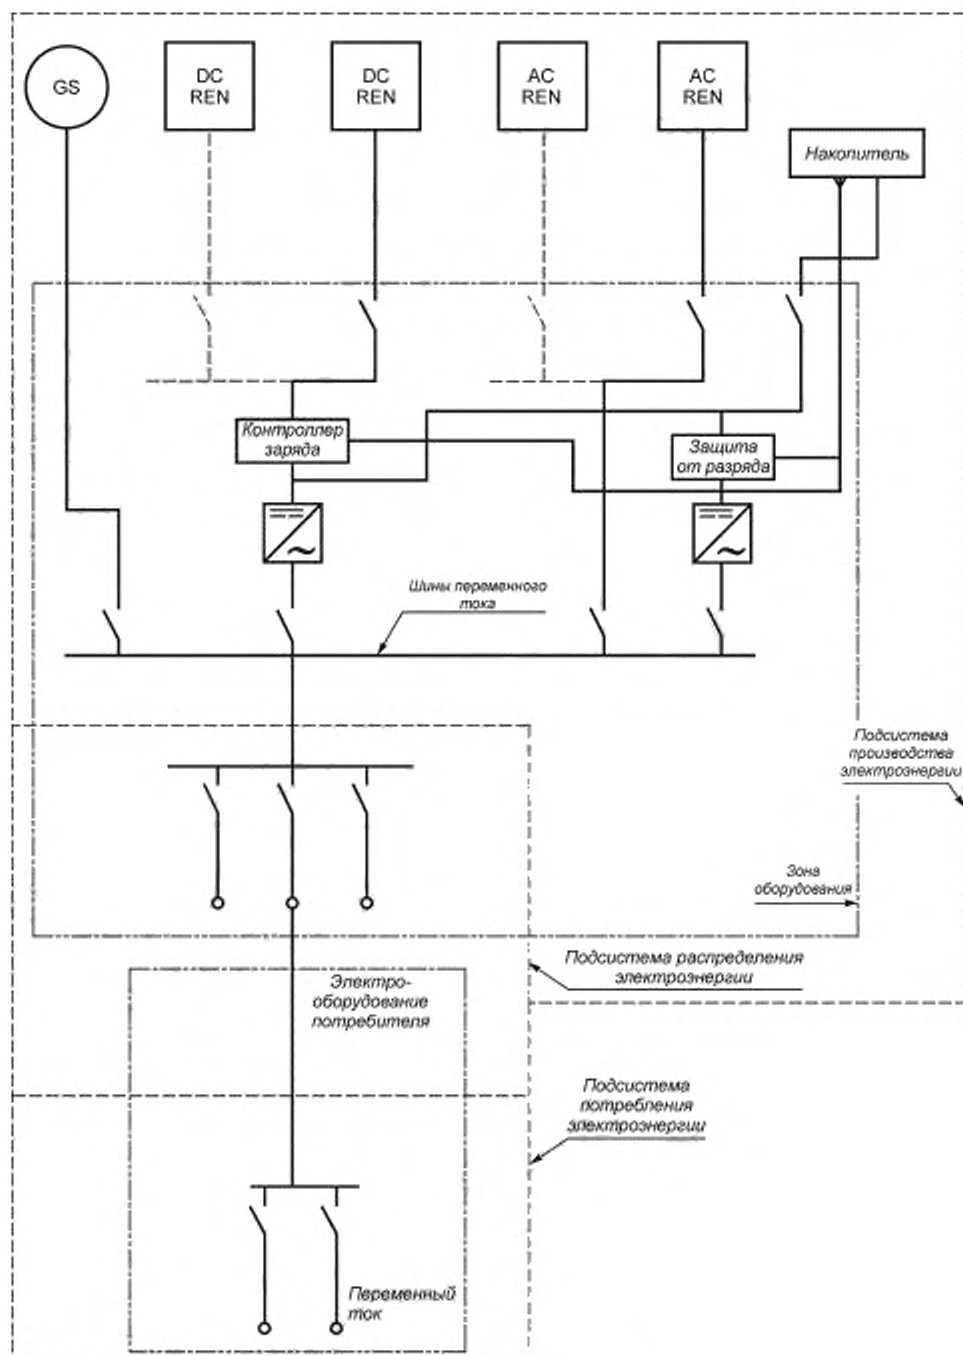 GS
DC
REN
DC
REN
AC
REN
AC
REN
Накопитель
Контроллер
заряда
Защита
от разряда
Шины переменного
тока
Подсистема
производства
электроэнергии
Зона
оборудования
Подсистема распределения
электроэнергии
Электро-
оборудование
потребителя
Подсистема
потребления
электроэнергии
Переменный
ток